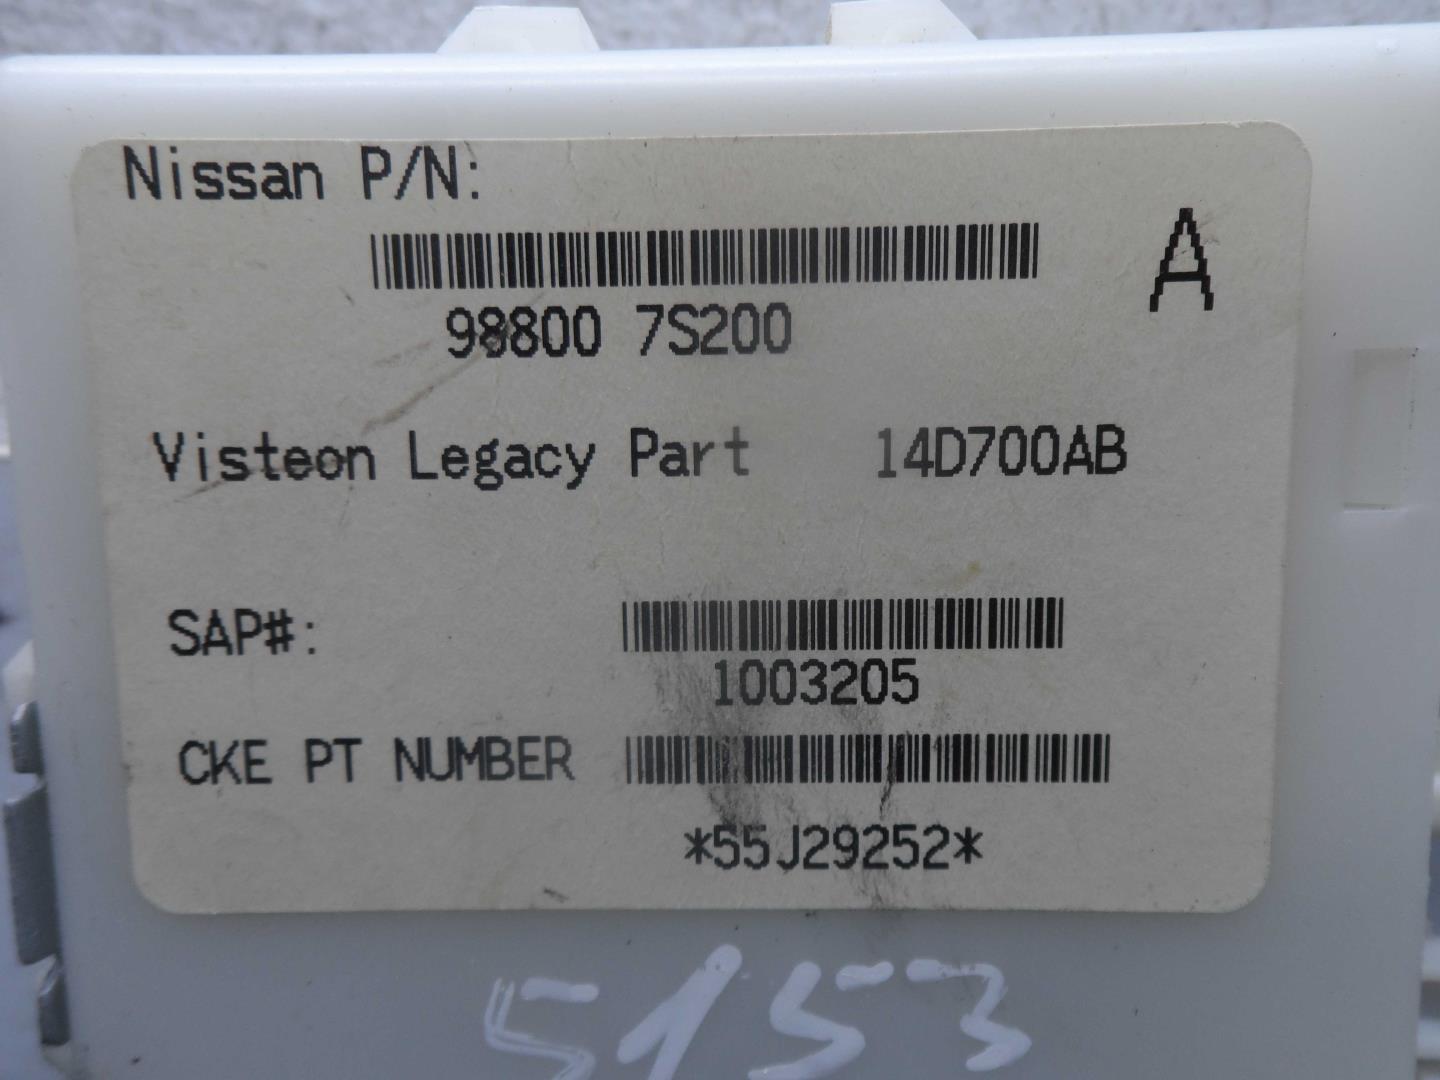 Nissan P/N:
A
98800 7S200
Visteon Legacy Part 14D700AB
SAP#:
1003205
CKE PT NUMBER
*55J29252*
5153